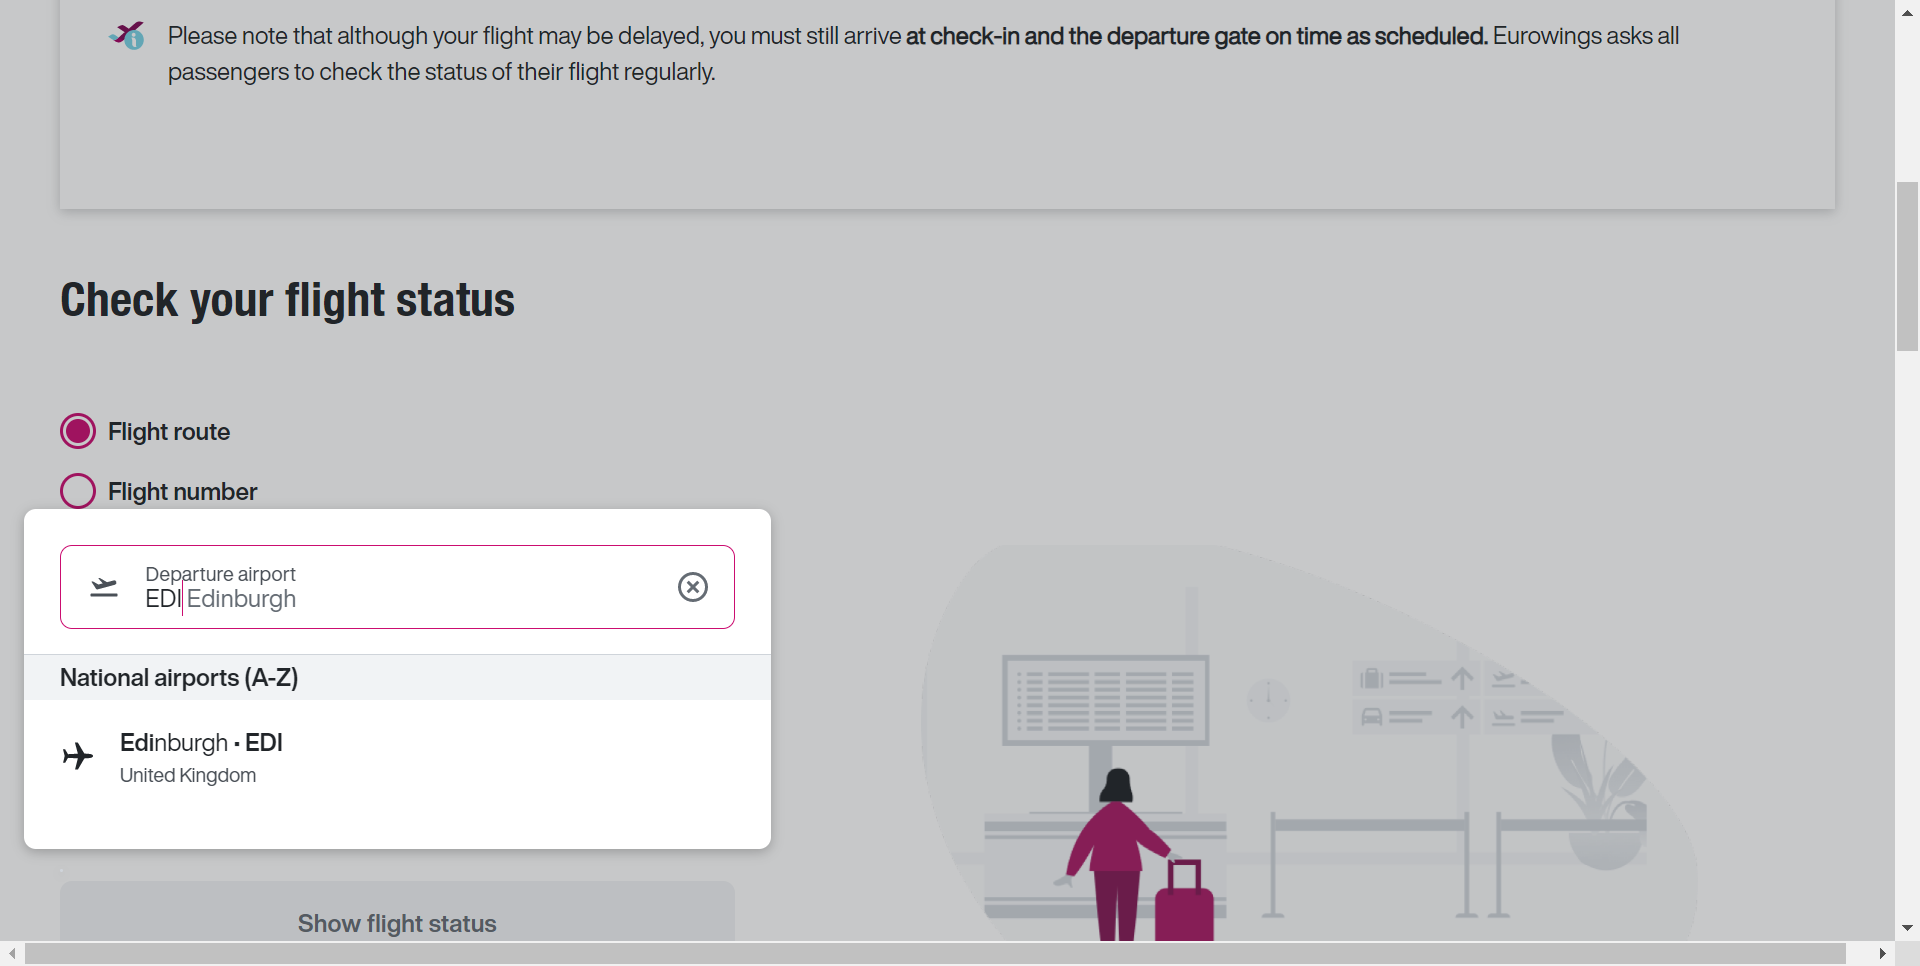 Please note that although your flight may be delayed, you must still arrive at check-in and the departure gate on time as scheduled. Eurowings asks all
passengers to check the status of their flight regularly.
Check your flight status
Flight route
Flight number
Departure airport
EDI Edinburgh
National airports (A-Z)
Edinburgh · EDI
United Kingdom
Show flight status